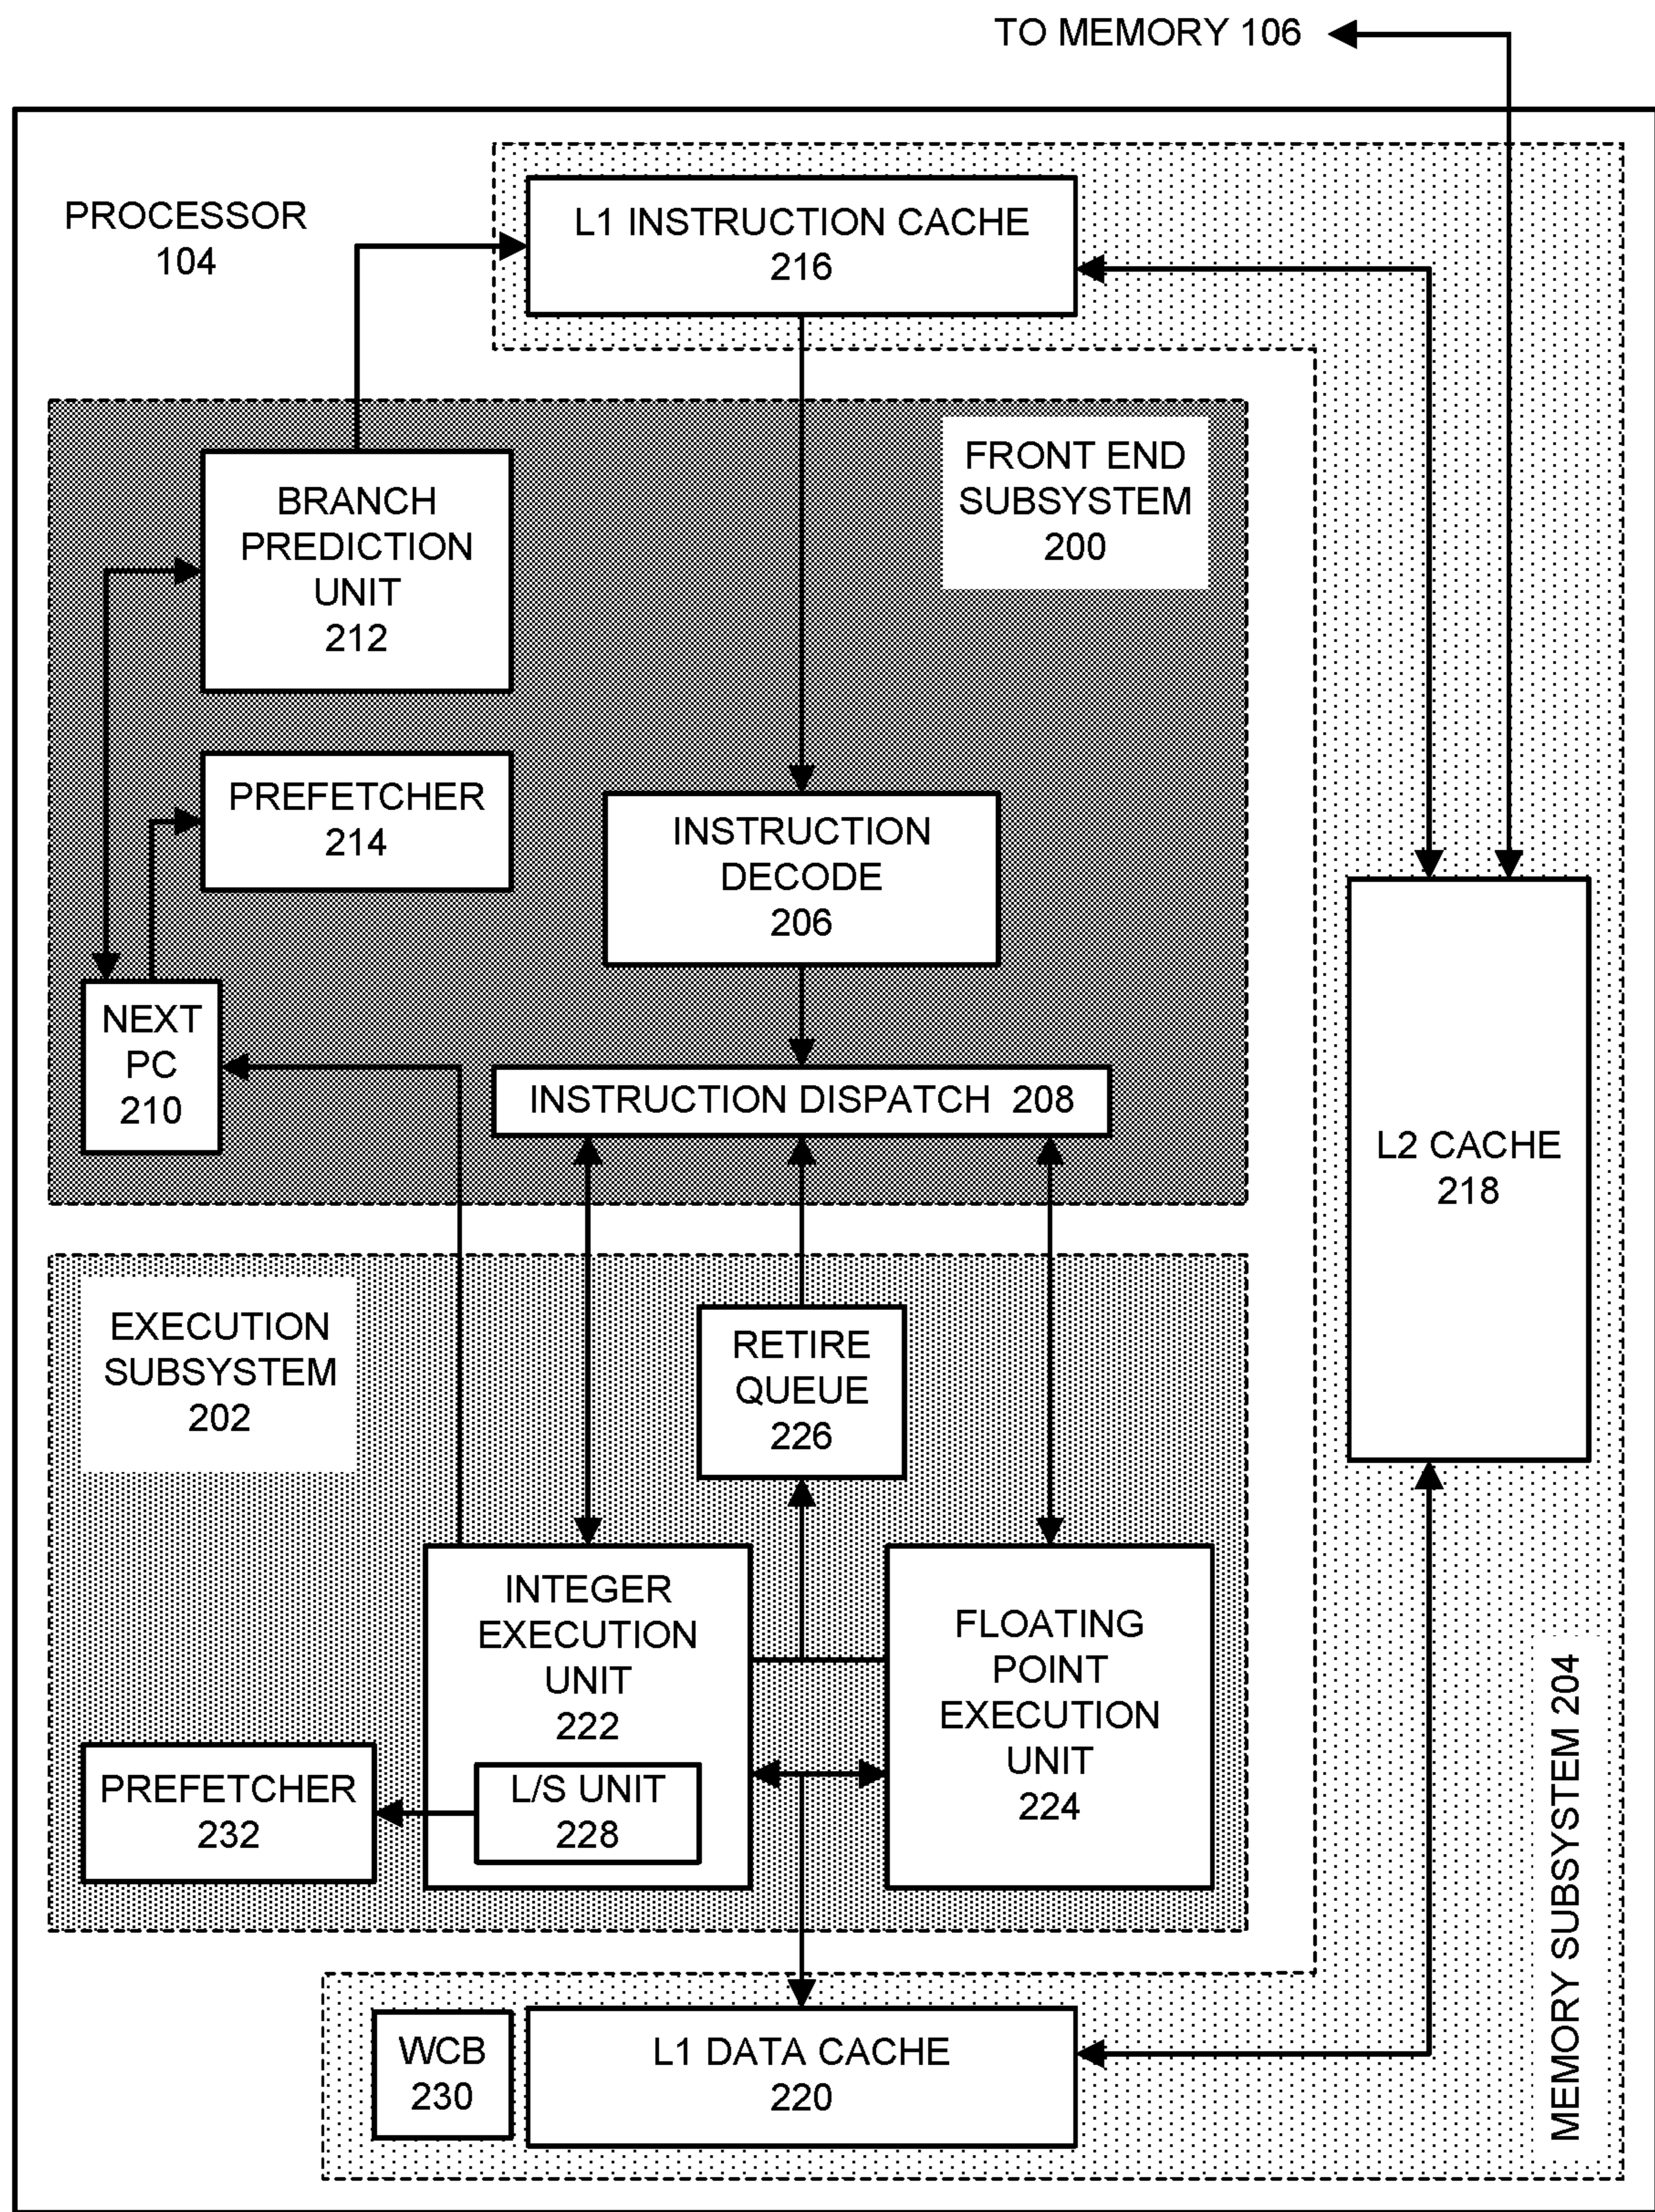 TO MEMORY 106
PROCESSOR
104
L1 INSTRUCTION CACHE
216
FRONT END
SUBSYSTEM
200
BRANCH
PREDICTION
UNIT
212
PREFETCHER
214
INSTRUCTION
DECODE
206
NEXT
PC
210
INSTRUCTION DISPATCH 208
L2 CACHE
218
EXECUTION
SUBSYSTEM
202
RETIRE
QUEUE
226
INTEGER
EXECUTION
UNIT
222
FLOATING
POINT
EXECUTION
UNIT
224
L/S UNIT
228
PREFETCHER
232
MEMORY SUBSYSTEM 204
WCB
230
L1 DATA CACHE
220